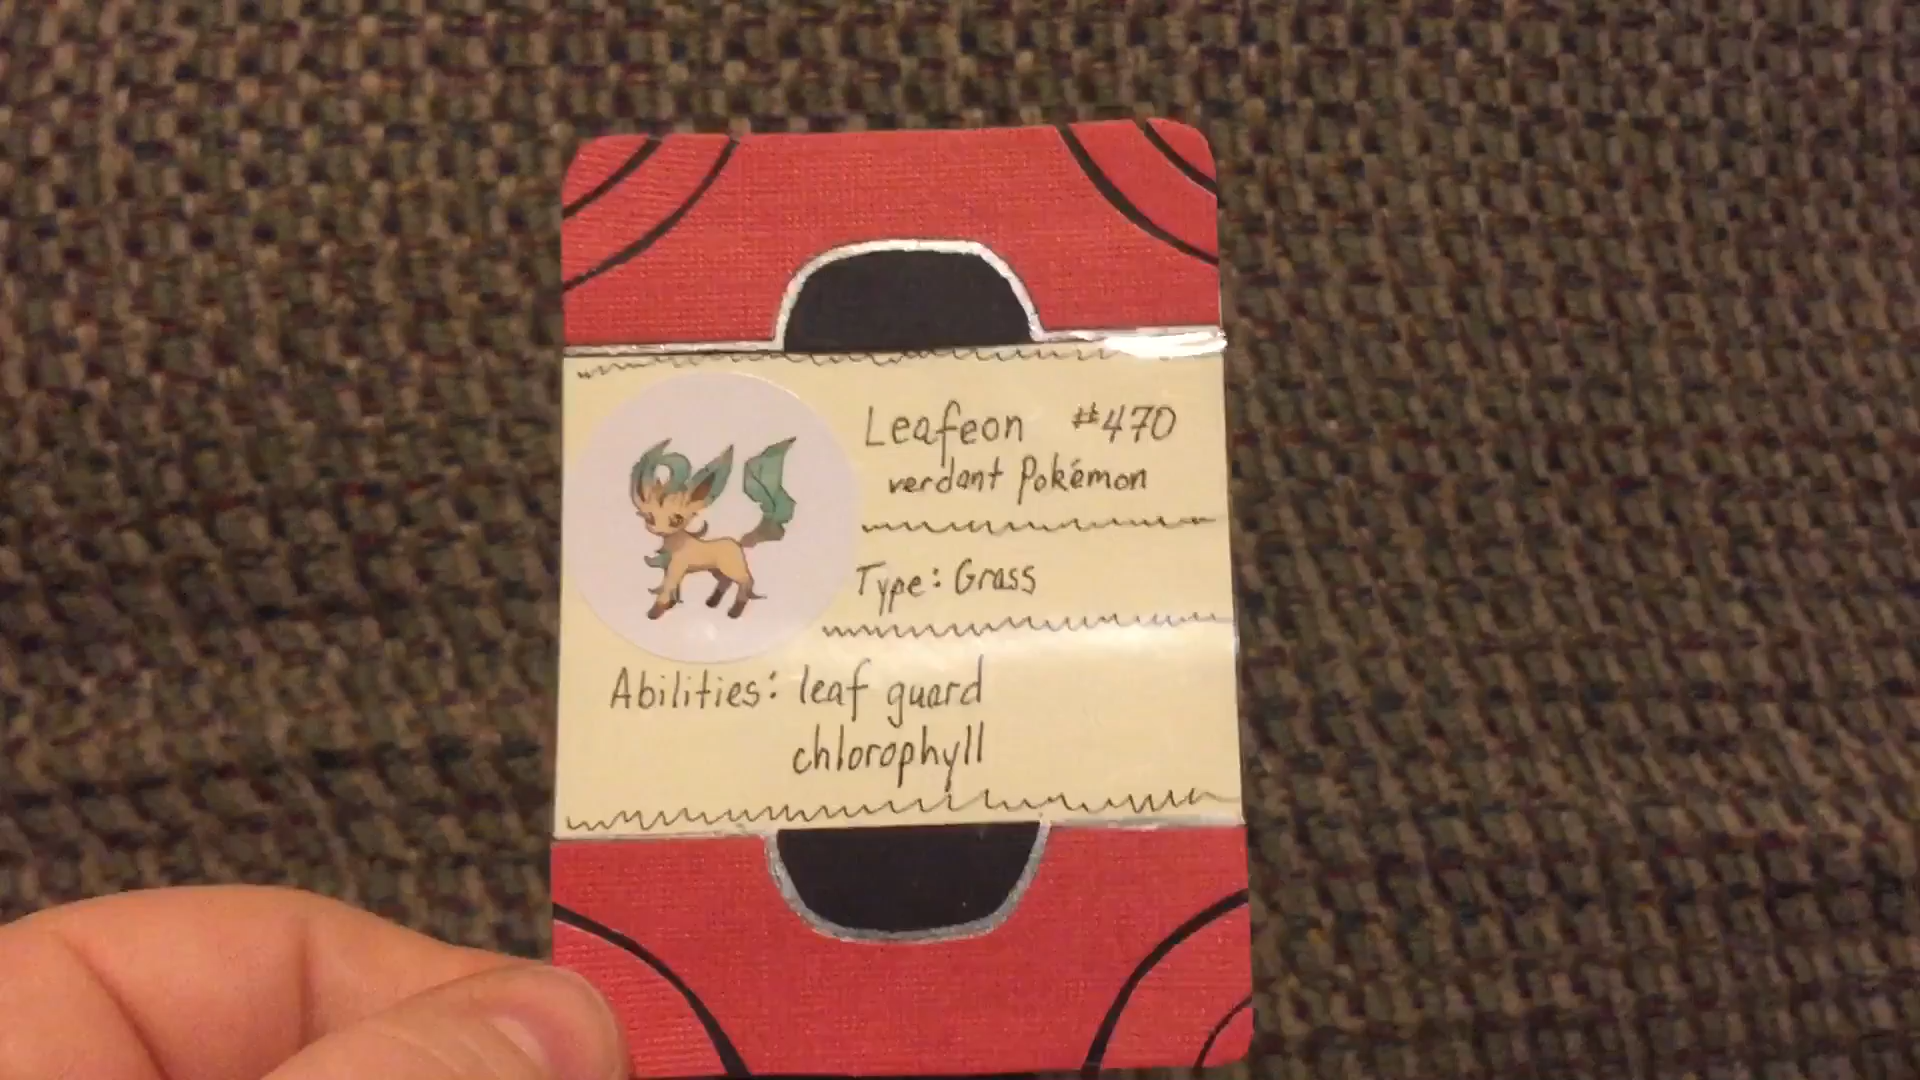 Leafeon #470
verdant Pokémon
Type: Grass
Abilities: leaf guard
chlorophyll